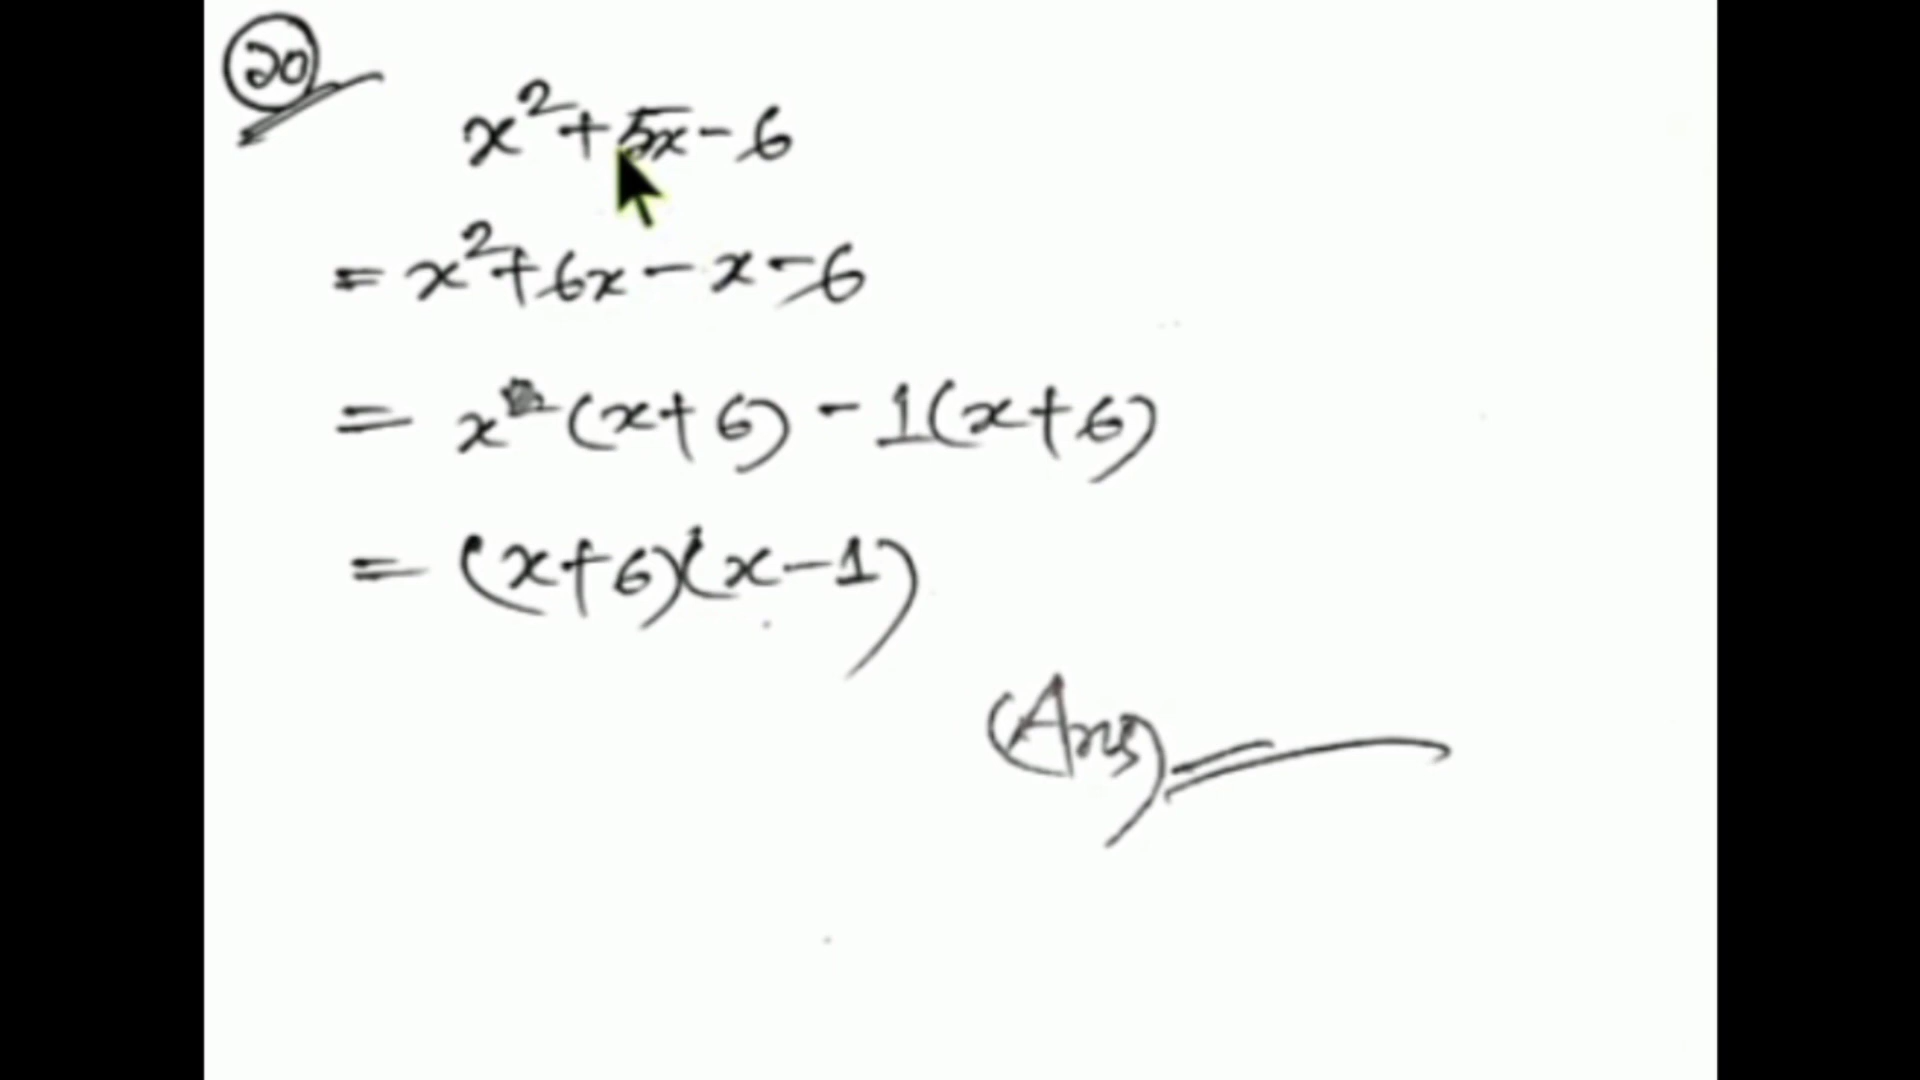 20
x²+5x-6
=x²+6x-x-6
=x(x+6)-1(x+6)
=(x+6)(x-1)
(Ans)